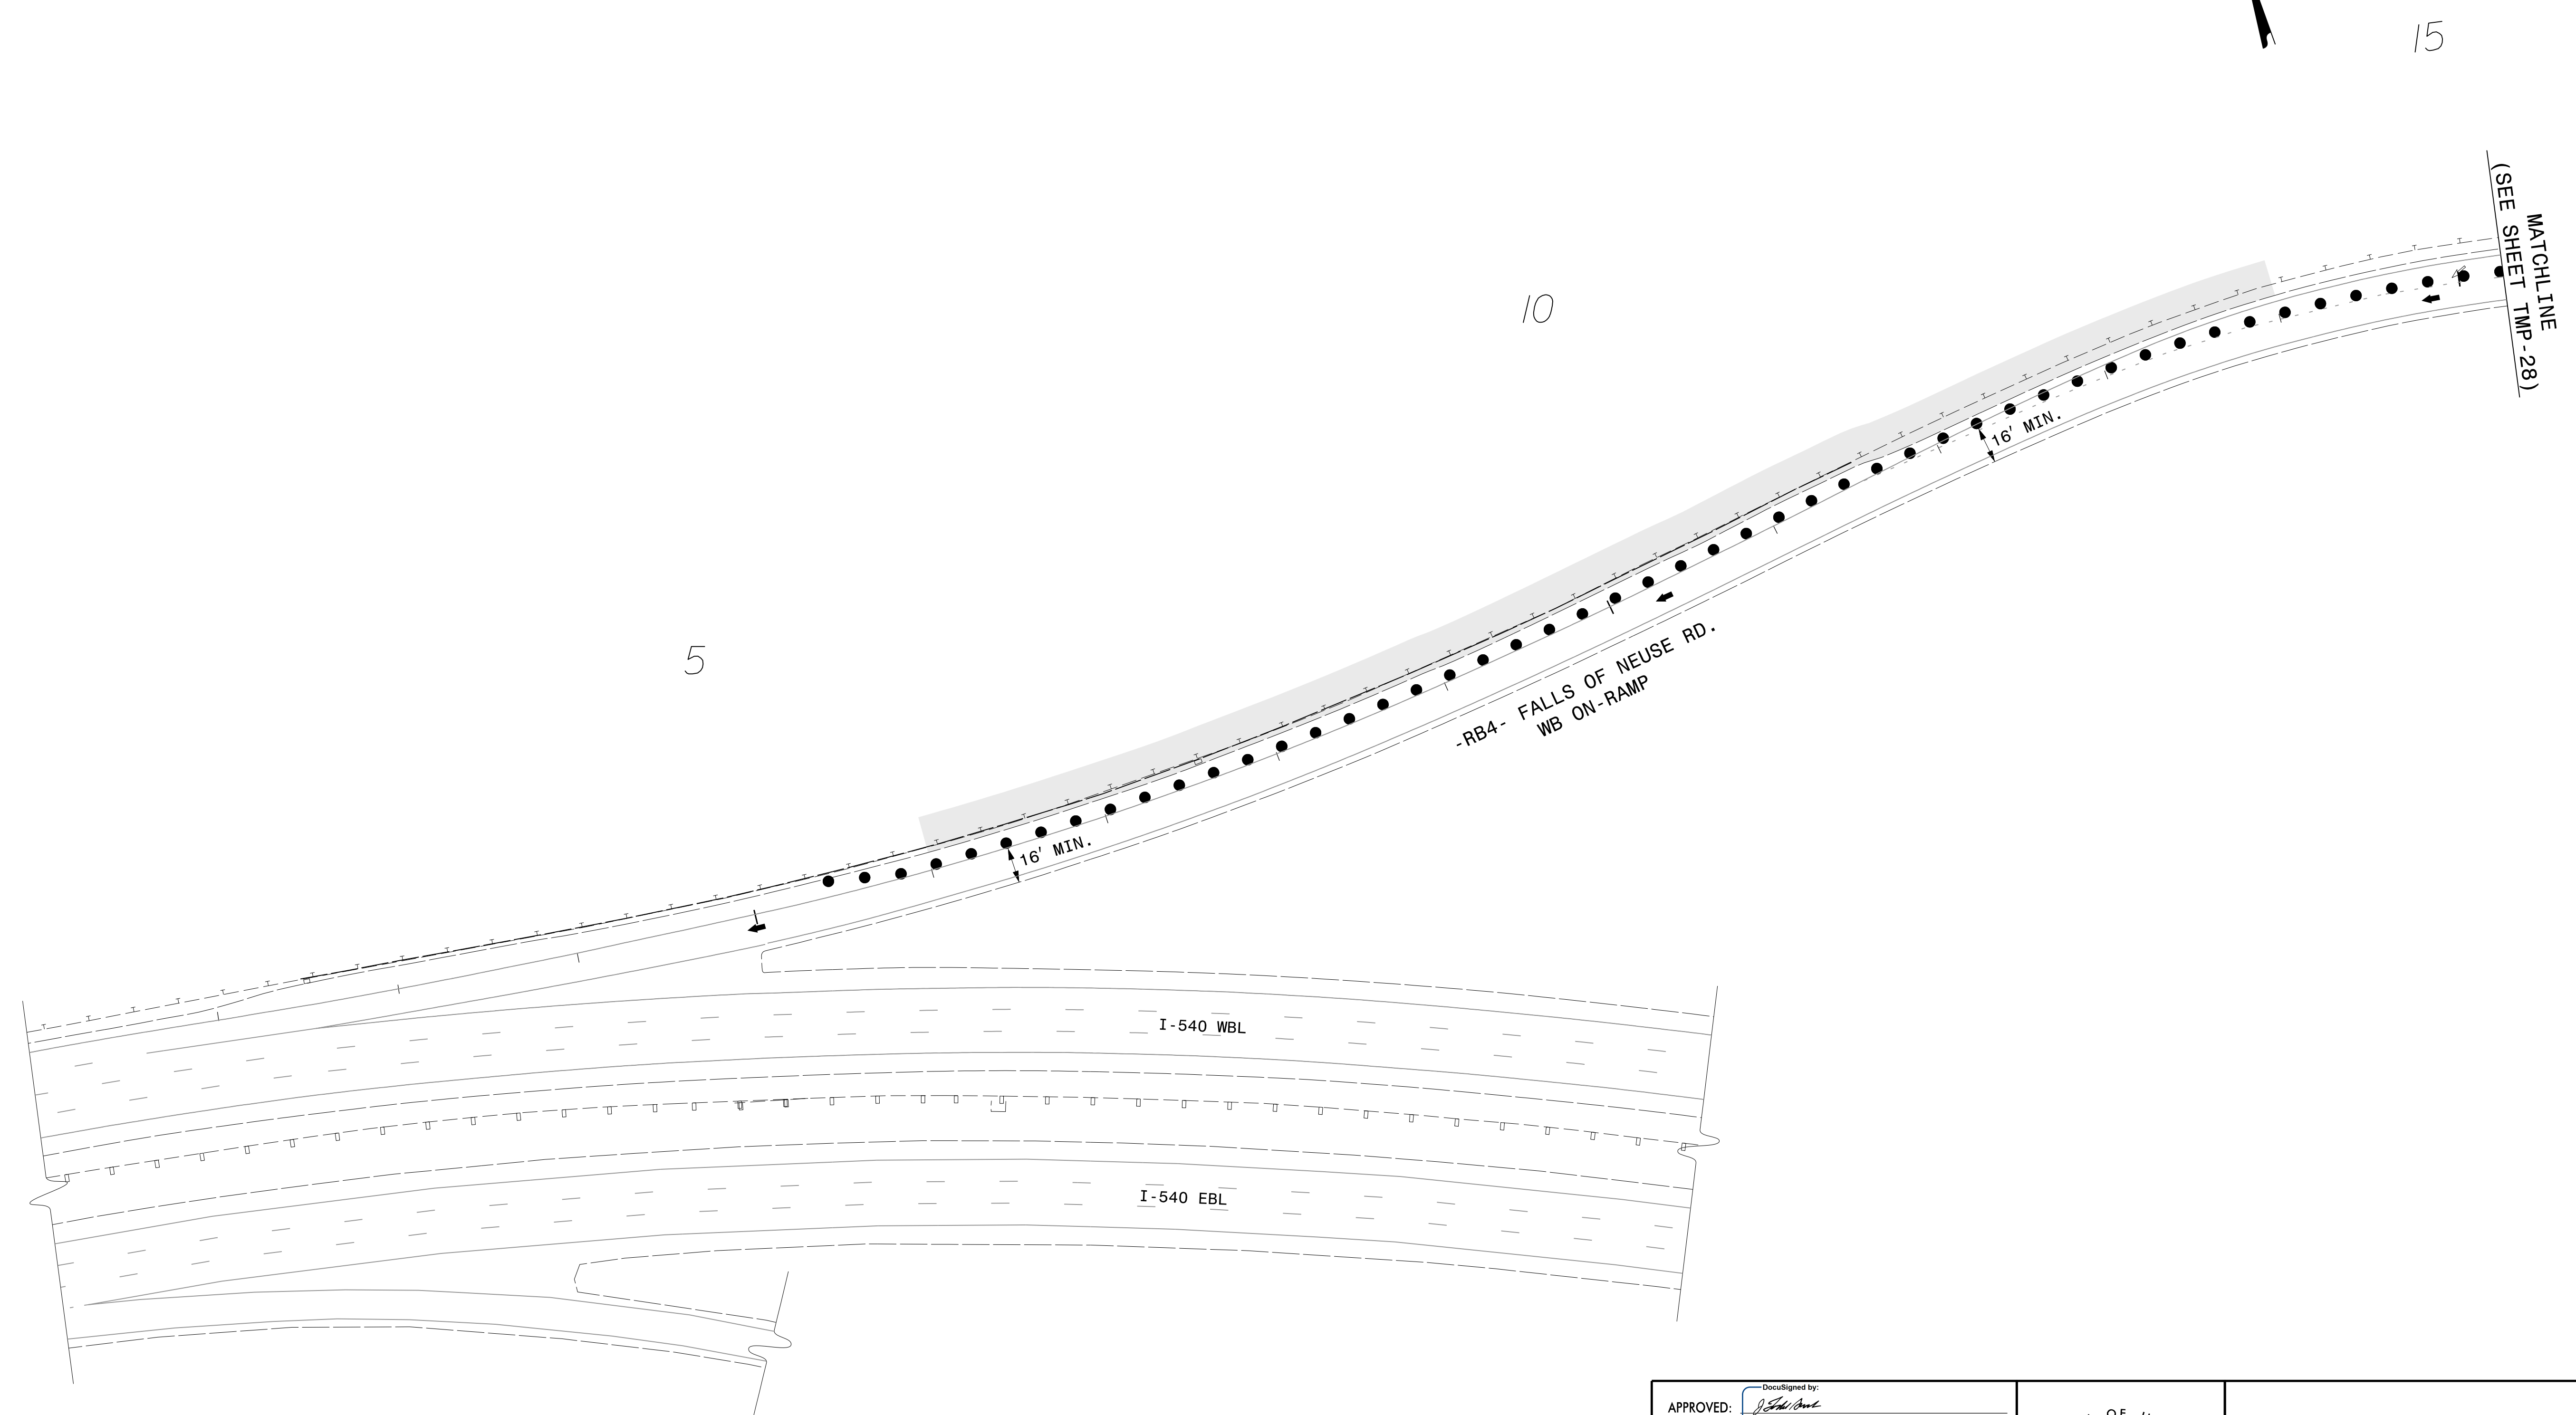 15
MATCHLINE
(SEE SHEET TMP-28)
10
16' MIN.
5
-RB4- FALLS OF NEUSE RD.
WB ON-RAMP
16' MIN.
I-540 WBL
I-540 EBL
DocuSigned by:
APPROVED: